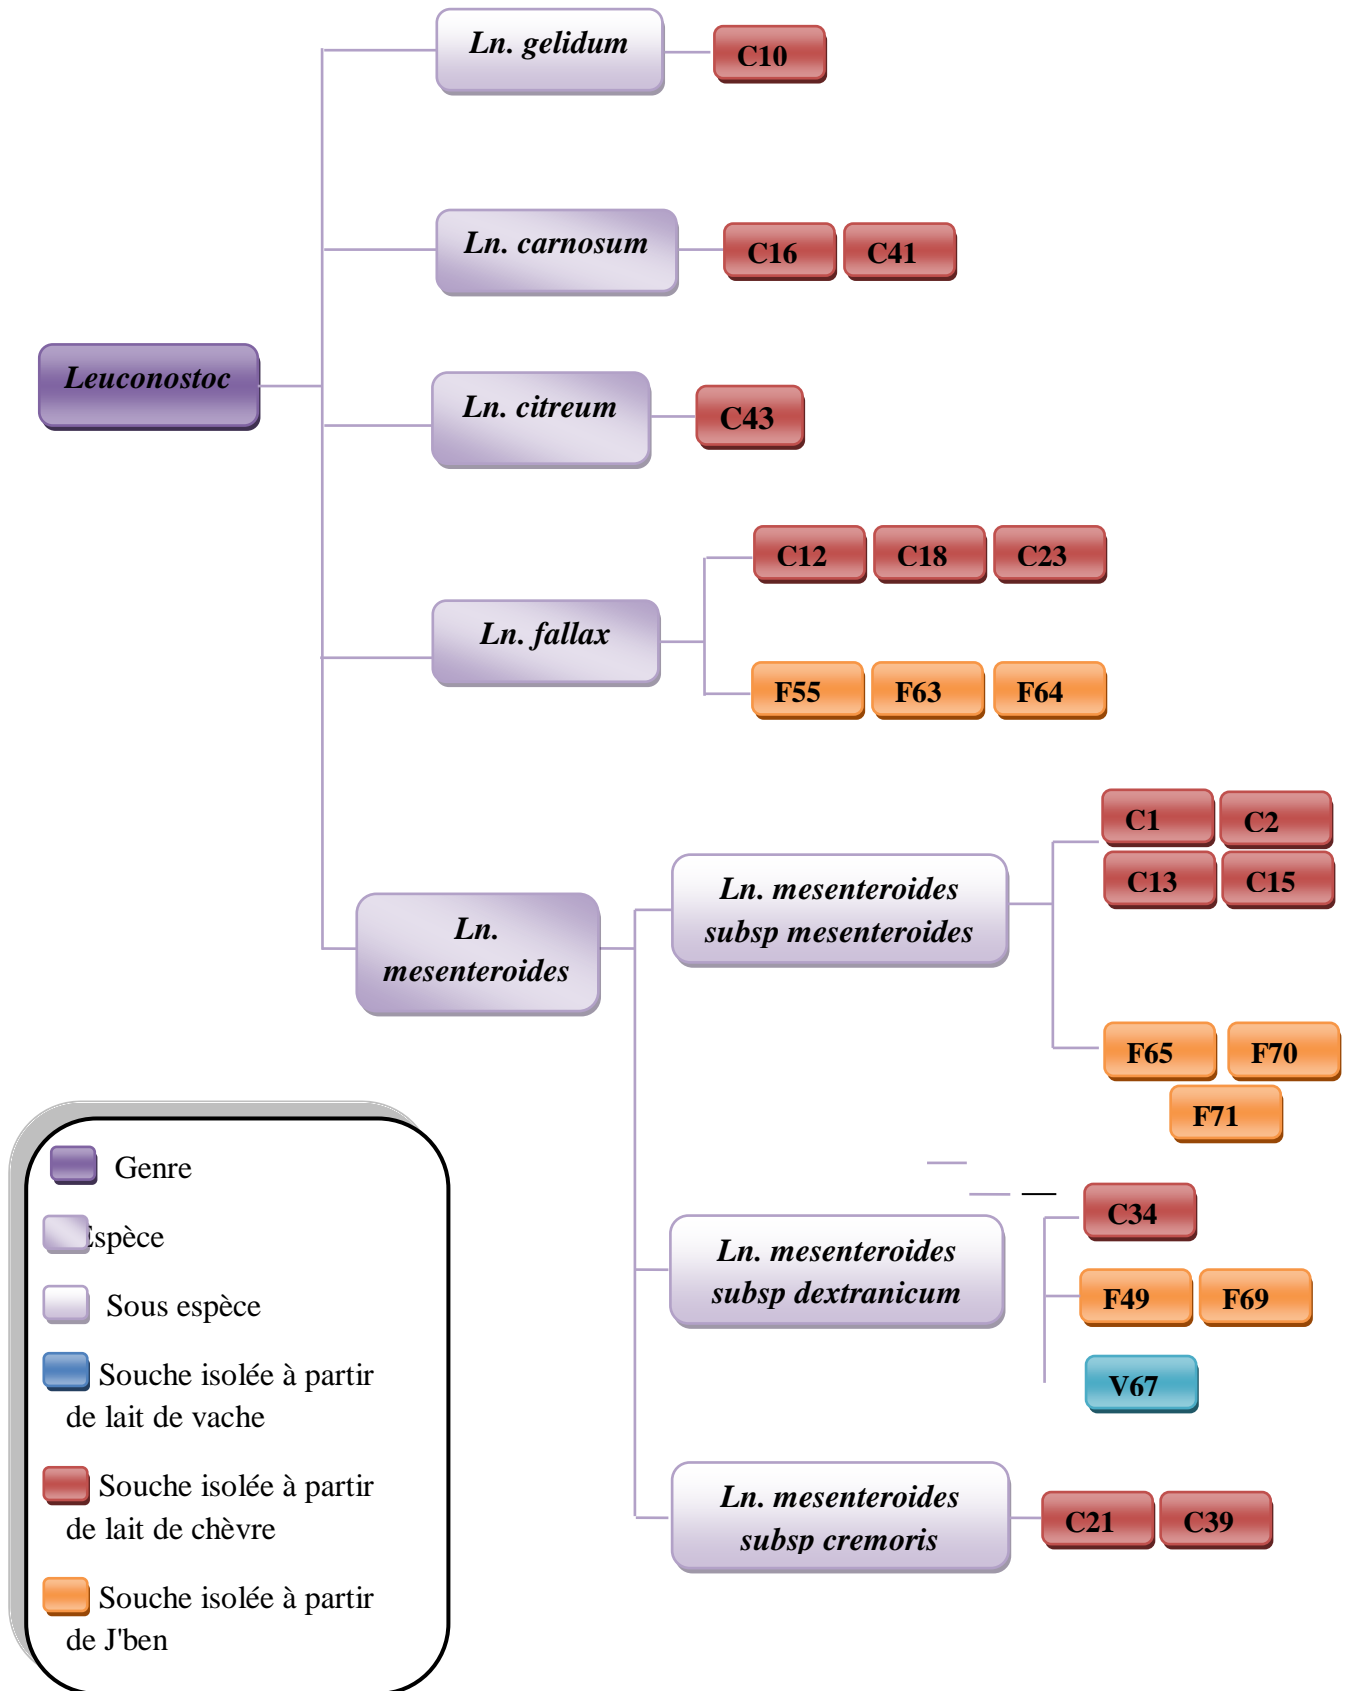 Ln. gelidum
C10
Ln. carnosum
C16
C41
Leuconostoc
Ln. citreum
C43
Ln. fallax
C12
C18
C23
F55
F63
F64
Ln.
mesenteroides
Ln. mesenteroides
subsp mesenteroides
C1
C2
C13
C15
F65
F70
F71
Ln. mesenteroides
subsp dextranicum
C34
F49
F69
V67
Ln. mesenteroides
subsp cremoris
C21
C39
Genre
Espèce
Sous espèce
Souche isolée à partir
de lait de vache
Souche isolée à partir
de lait de chèvre
Souche isolée à partir
de J'ben